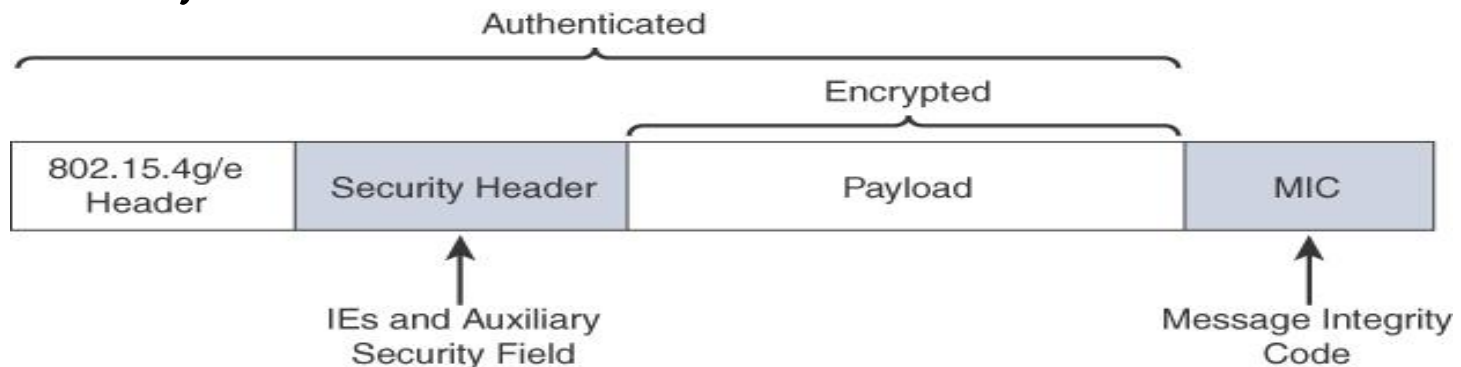 Authenticated
Encrypted
802.15.4g/e
Header
Security Header
Payload
MIC
IEs and Auxiliary
Security Field
Message Integrity
Code